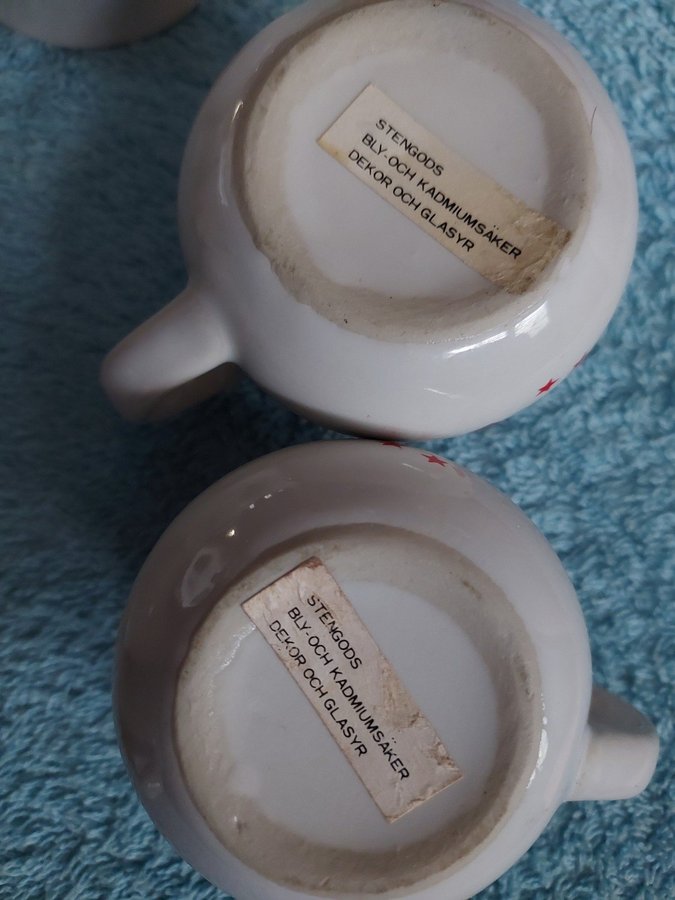 STENGODS
BLY-OCH KADMIUMSÄKER
DEKOR OCH GLASYR
STENGODS
BLY-OCH KADMIUMSÄKER
DEKOR OCH GLASYR